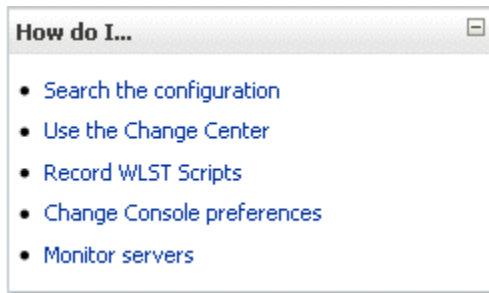 How do I...
Search the configuration
Use the Change Center
Record WLST Scripts
Change Console preferences
Monitor servers